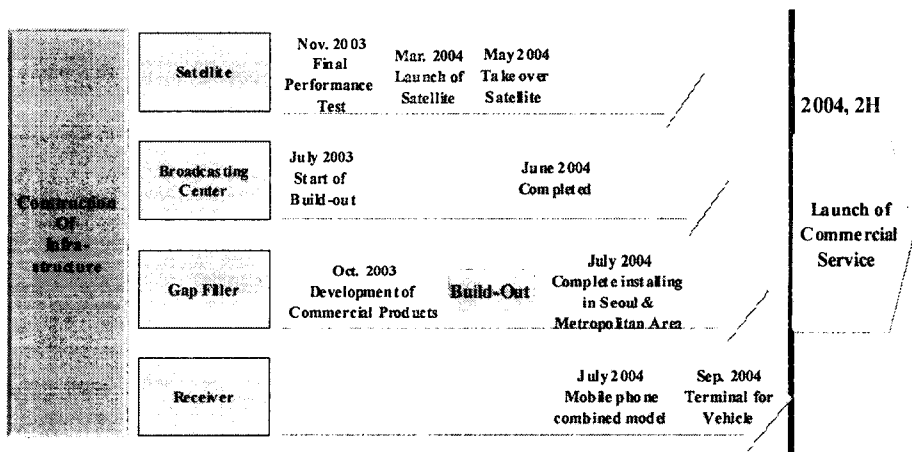 Construction
Of
Infra-
structure
Satellite
Nov. 2003
Final
Performance
Test
Mar. 2004
Launch of
Satellite
May 2004
Takeover
Satellite
Broadcasting
Center
July 2003
Start of
Build-out
June 2004
Completed
Gap Filler
Oct. 2003
Development of
Commercial Products
Build-Out
July 2004
Complete installing
in Seoul &
Metropolitan Area
Receiver
July 2004
Mobile phone
combined model
Sep. 2004
Terminal for
Vehicle
2004, 2H
Launch of
Commercial
Service